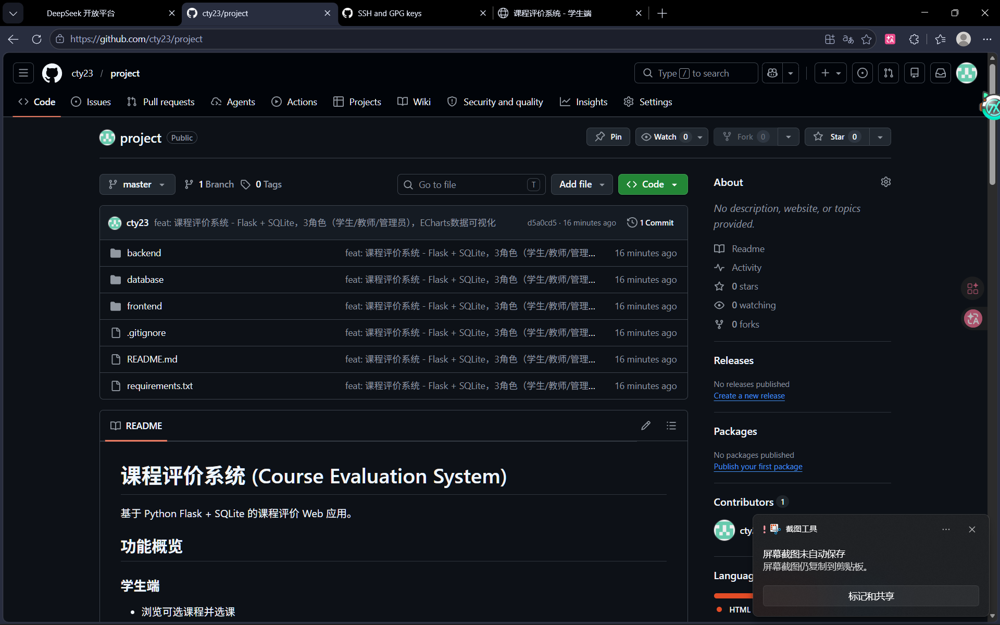 DeepSeek 开放平台
cty23/project
SSH and GPG keys
课程评价系统 - 学生端
https://github.com/cty23/project
cty23 / project
Type / to search
Code
Issues
Pull requests
Agents
Actions
Projects
Wiki
Security and quality
Insights
Settings
project Public
Pin
Watch 0
Fork 0
Star 0
master
1 Branch
0 Tags
Go to file T
Add file
Code
cty23 feat: 课程评价系统 - Flask + SQLite，3角色（学生/教师/管理员），ECharts数据可视化 d5a0cd5 · 16 minutes ago 1 Commit
backend feat: 课程评价系统 - Flask + SQLite，3角色（学生/教师/管理... 16 minutes ago
database feat: 课程评价系统 - Flask + SQLite，3角色（学生/教师/管理... 16 minutes ago
frontend feat: 课程评价系统 - Flask + SQLite，3角色（学生/教师/管理... 16 minutes ago
.gitignore feat: 课程评价系统 - Flask + SQLite，3角色（学生/教师/管理... 16 minutes ago
README.md feat: 课程评价系统 - Flask + SQLite，3角色（学生/教师/管理... 16 minutes ago
requirements.txt feat: 课程评价系统 - Flask + SQLite，3角色（学生/教师/管理... 16 minutes ago
README
课程评价系统 (Course Evaluation System)
基于 Python Flask + SQLite 的课程评价 Web 应用。
功能概览
学生端
• 浏览可选课程并选课
About
No description, website, or topics
provided.
Readme
Activity
0 stars
0 watching
0 forks
Releases
No releases published
Create a new release
Packages
No packages published
Publish your first package
Contributors 1
cty
Languag
HTML
截图工具
屏幕截图未自动保存
屏幕截图仍复制到剪贴板。
标记和共享